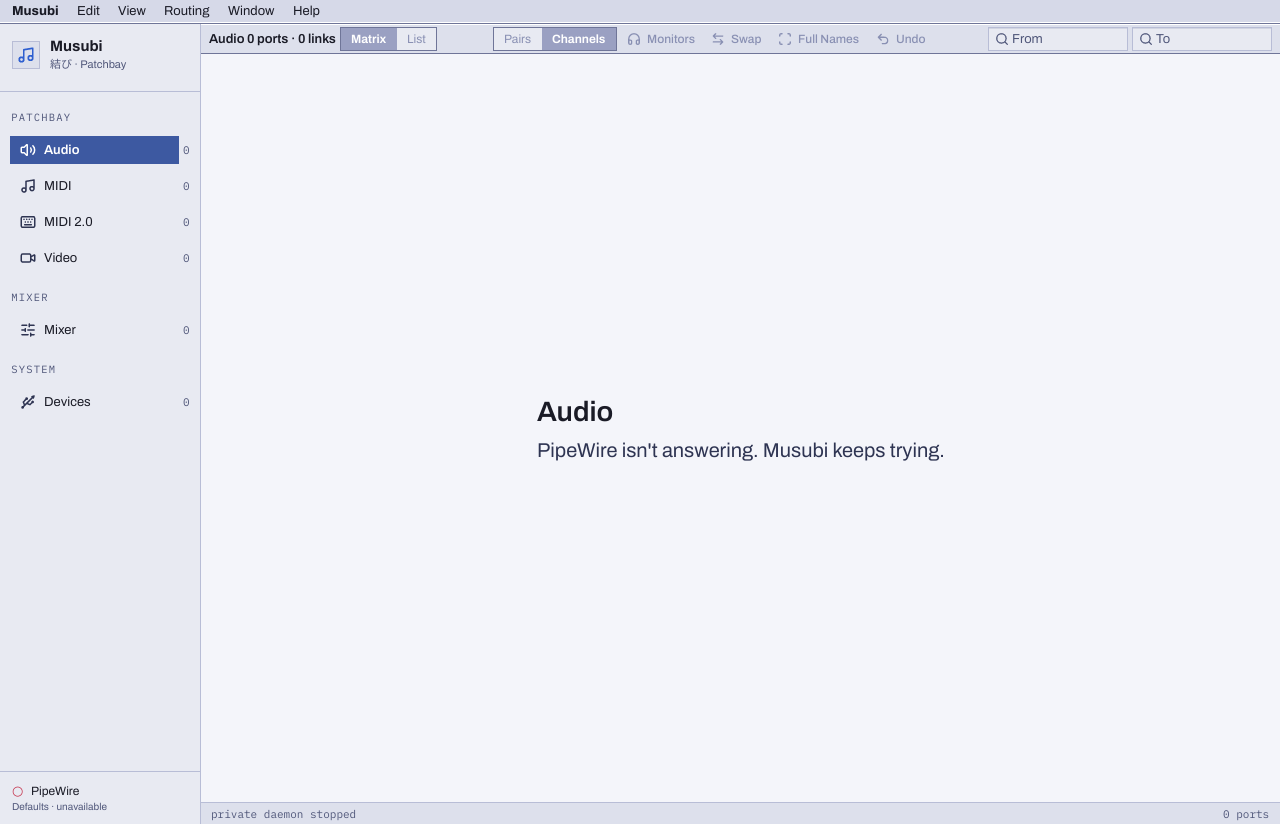 Musubi Edit View Routing Window Help
Musubi
結び · Patchbay
Audio 0 ports · 0 links Matrix List Pairs Channels Monitors Swap Full Names Undo From To
PATCHBAY
Audio 0
MIDI 0
MIDI 2.0 0
Video 0
MIXER
Mixer 0
SYSTEM
Devices 0
Audio
PipeWire isn't answering. Musubi keeps trying.
PipeWire
Defaults · unavailable
private daemon stopped 0 ports